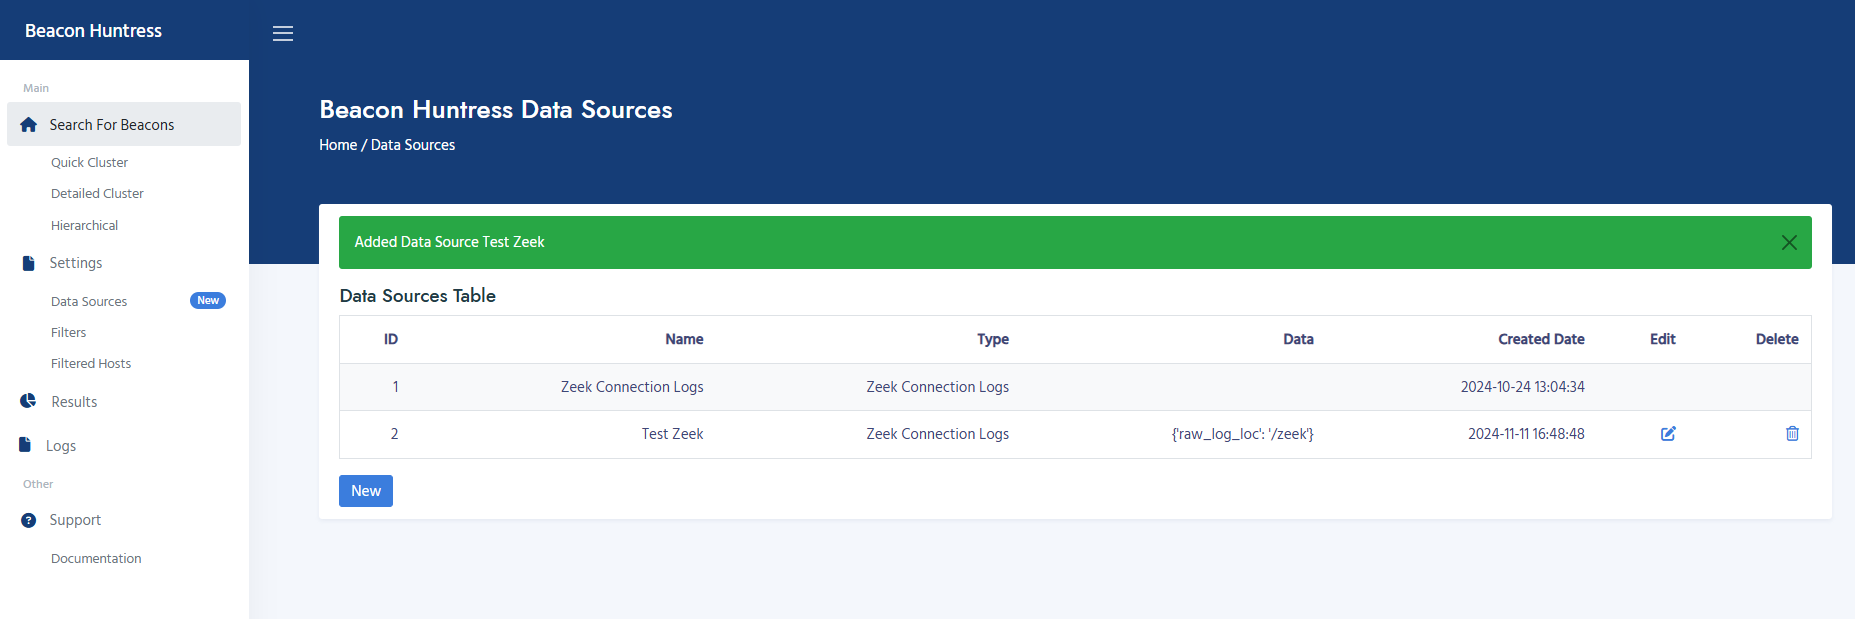 Beacon Huntress
Main
Search For Beacons
Quick Cluster
Detailed Cluster
Hierarchical
Settings
Data Sources New
Filters
Filtered Hosts
Results
Logs
Other
? Support
Documentation
Beacon Huntress Data Sources
Home / Data Sources
Added Data Source Test Zeek
Data Sources Table
ID Name Type Data Created Date Edit Delete
1 Zeek Connection Logs Zeek Connection Logs 2024-10-24 13:04:34
2 Test Zeek Zeek Connection Logs {'raw_log_loc': '/zeek'} 2024-11-11 16:48:48
New